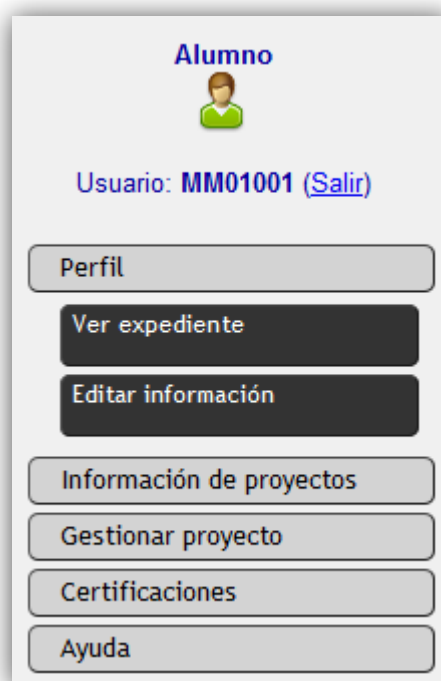 Alumno
Usuario: MM01001 (Salir)
Perfil
Ver expediente
Editar información
Información de proyectos
Gestionar proyecto
Certificaciones
Ayuda